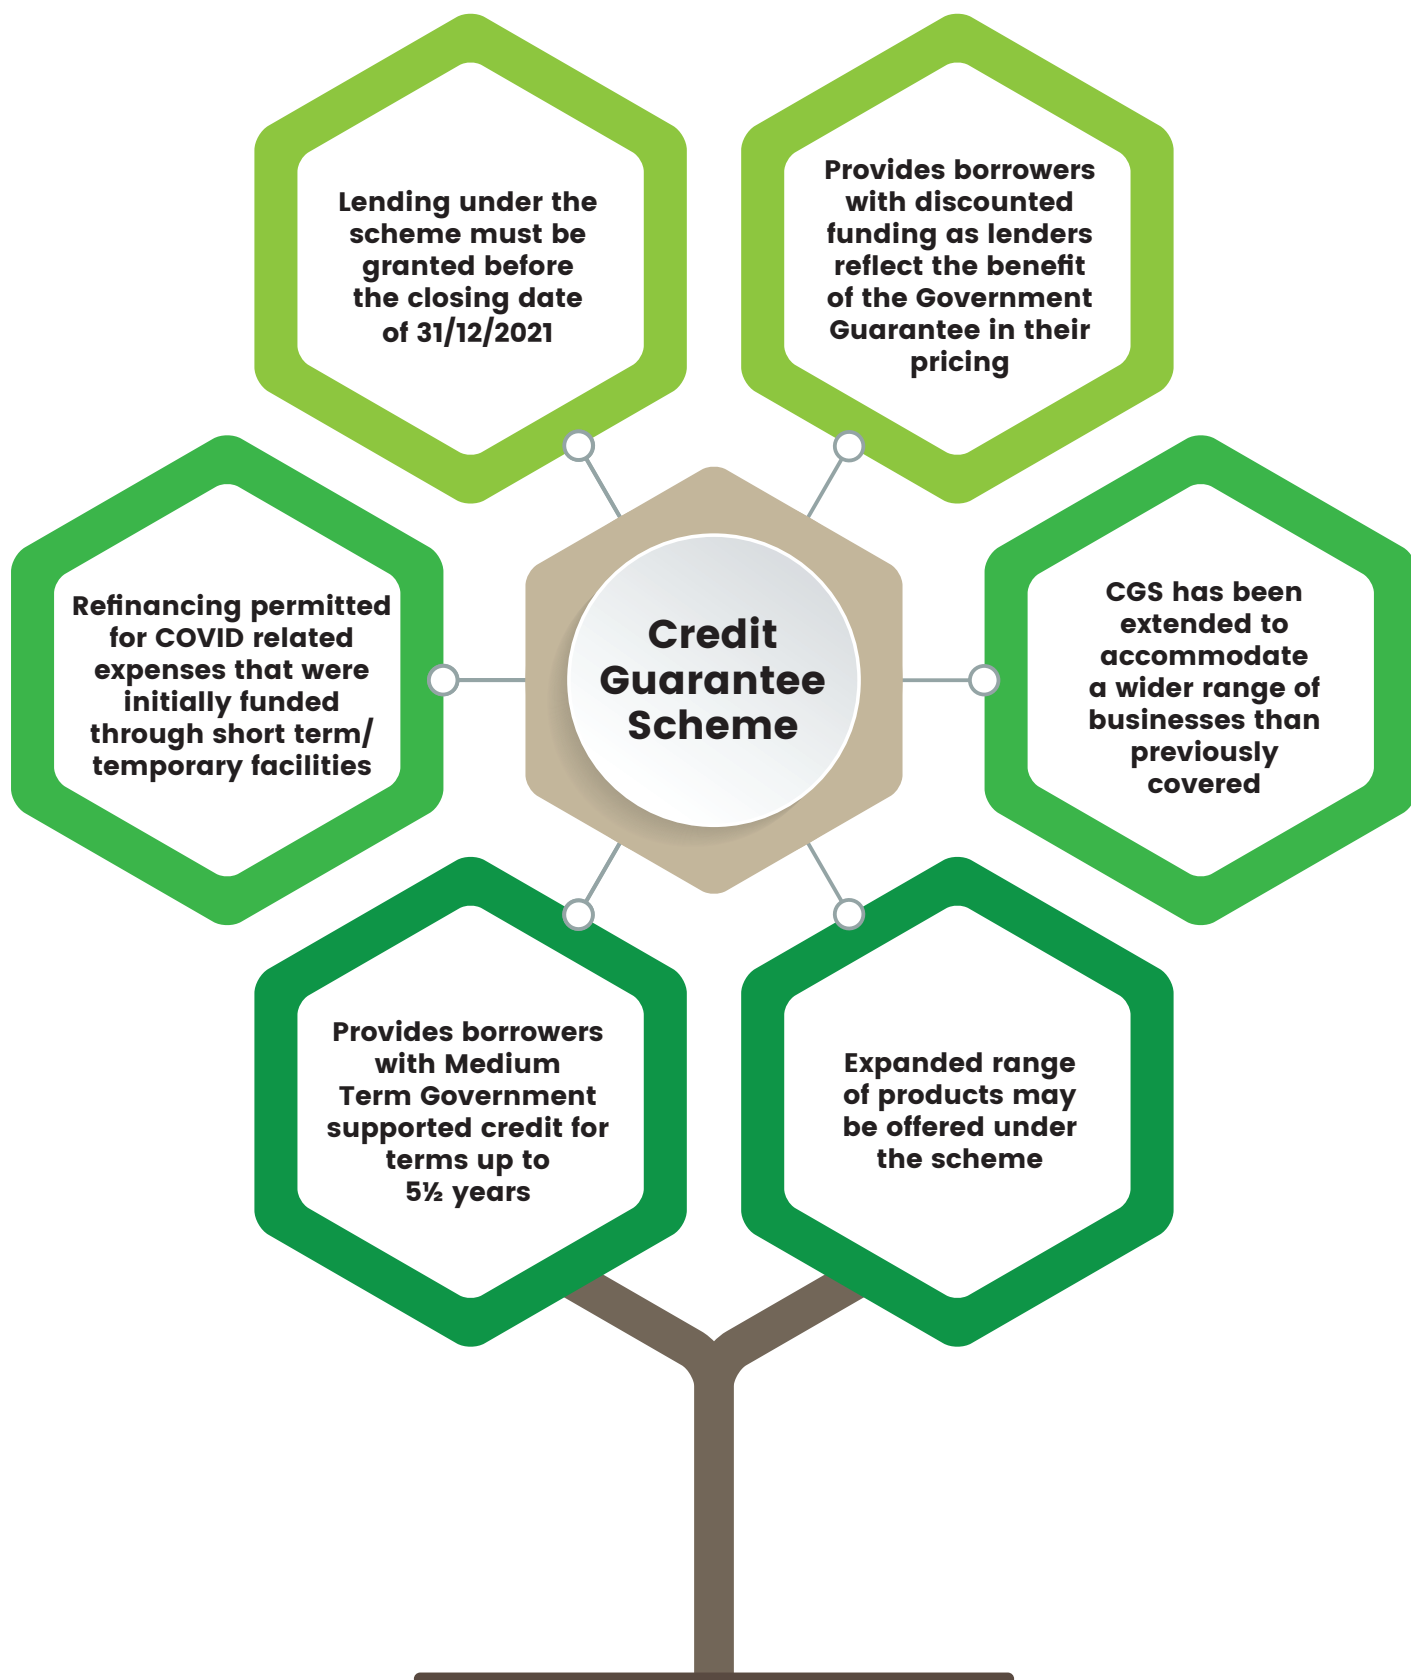 Lending under the
scheme must be
granted before
the closing date
of 31/12/2021
Provides borrowers
with discounted
funding as lenders
reflect the benefit
of the Government
Guarantee in their
pricing
Refinancing permitted
for COVID related
expenses that were
initially funded
through short term/
temporary facilities
Credit
Guarantee
Scheme
CGS has been
extended to
accommodate
a wider range of
businesses than
previously
covered
Provides borrowers
with Medium
Term Government
supported credit for
terms up to
5½ years
Expanded range
of products may
be offered under
the scheme